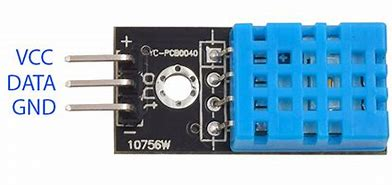 VCC
DATA
GND
+
out
-
YC-PCB0040
10756W